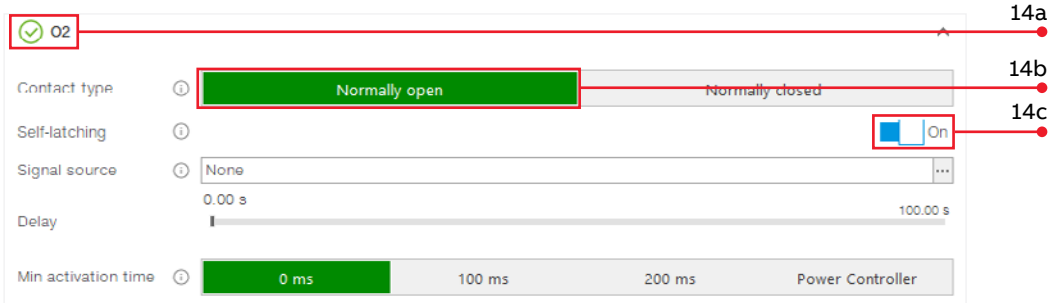 14a
O2
14b
Contact type Normally open Normally closed
14c
Self-latching On
Signal source None ...
0.00 s
100.00 s
Delay
Min activation time 0 ms 100 ms 200 ms Power Controller